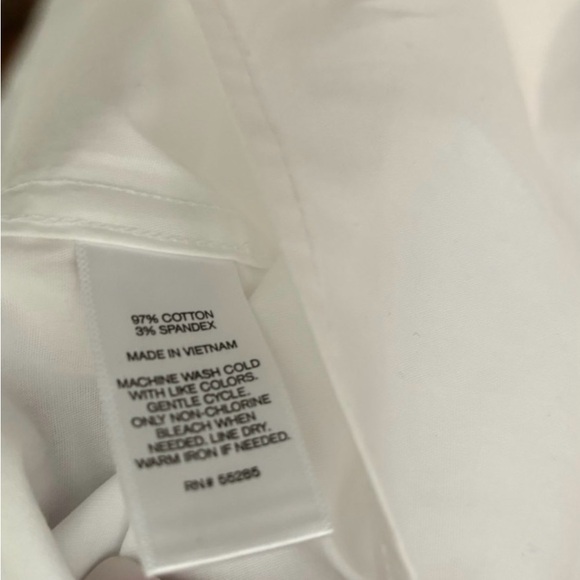 97% COTTON
3% SPANDEX
MADE IN VIETNAM
MACHINE WASH COLD
WITH LIKE COLORS.
GENTLE CYCLE.
ONLY NON-CHLORINE
BLEACH WHEN
NEEDED. LINE DRY.
WARM IRON IF NEEDED.
RN# 55285